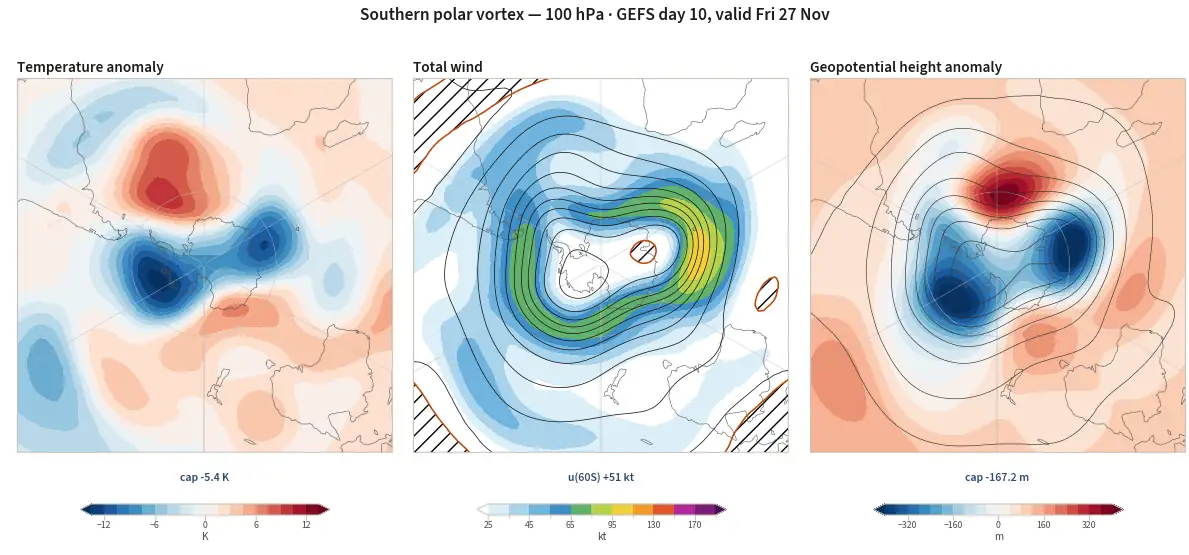 Southern polar vortex — 100 hPa · GEFS day 10, valid Fri 27 Nov
Temperature anomaly
Total wind
Geopotential height anomaly
cap -5.4 K
u(60S) +51 kt
cap -167.2 m
−12 −6 0 6 12
K
25 45 65 95 130 170
kt
−320 −160 0 160 320
m